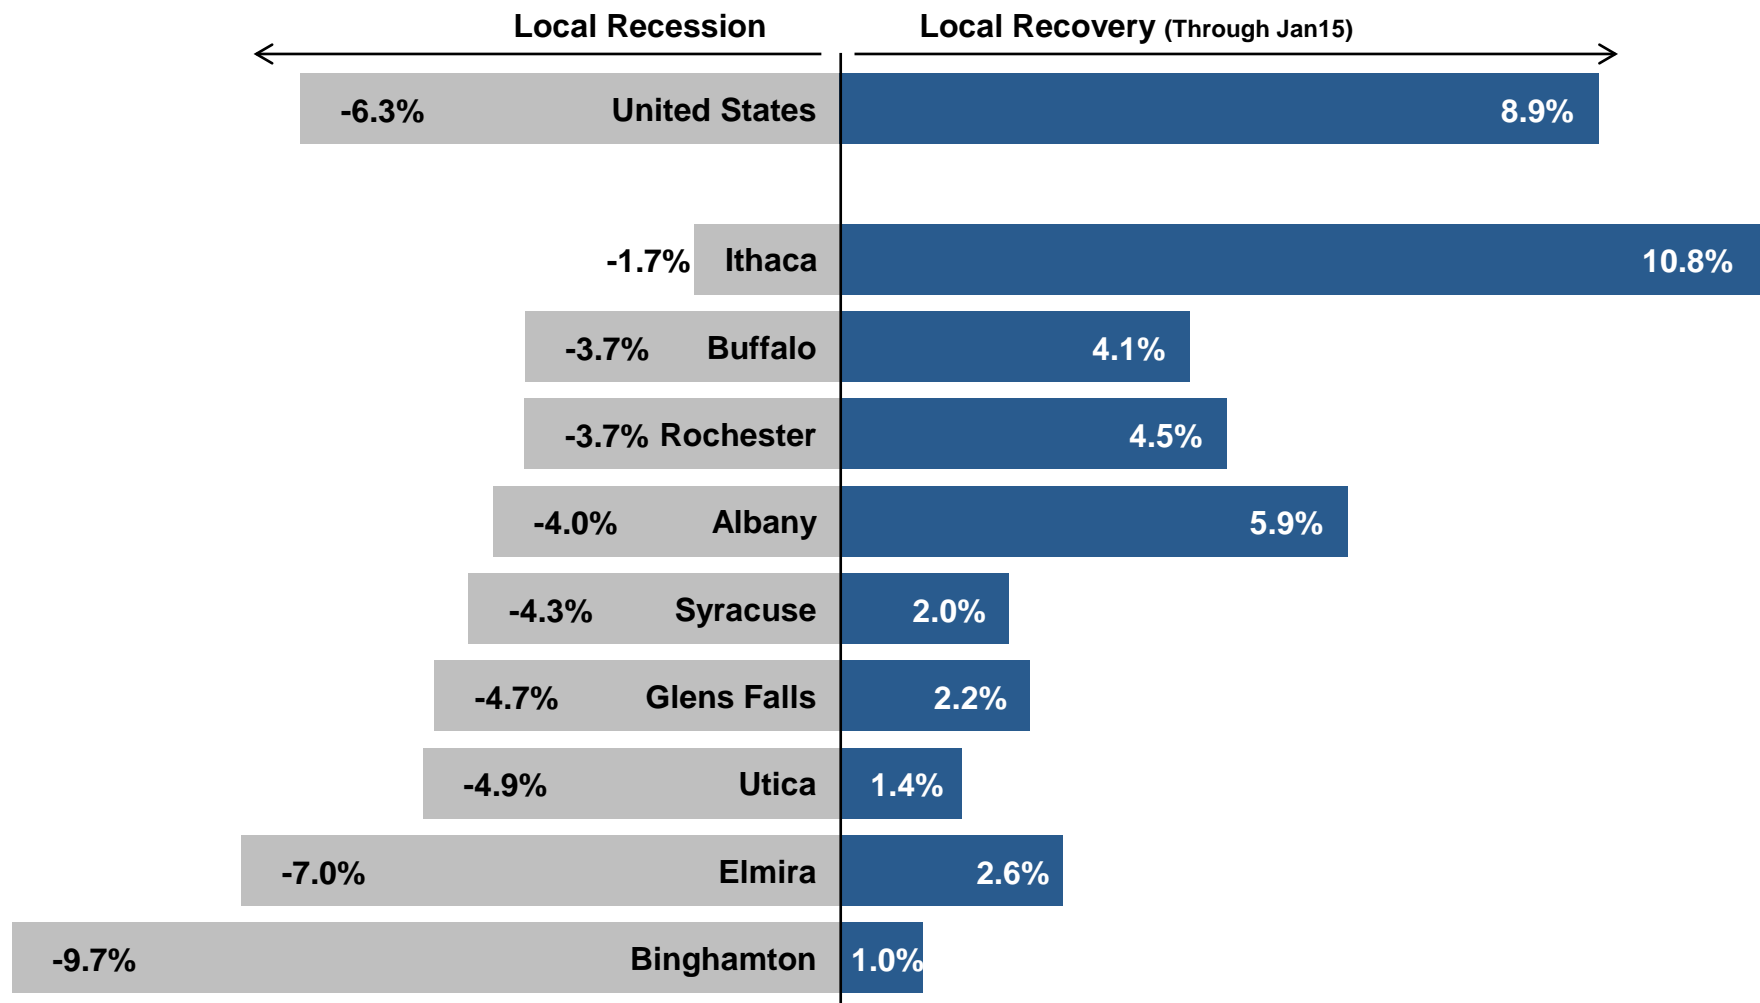 Local Recession Local Recovery (Through Jan15)
-6.3% United States 8.9%
-1.7% Ithaca 10.8%
-3.7% Buffalo 4.1%
-3.7% Rochester 4.5%
-4.0% Albany 5.9%
-4.3% Syracuse 2.0%
-4.7% Glens Falls 2.2%
-4.9% Utica 1.4%
-7.0% Elmira 2.6%
-9.7% Binghamton 1.0%